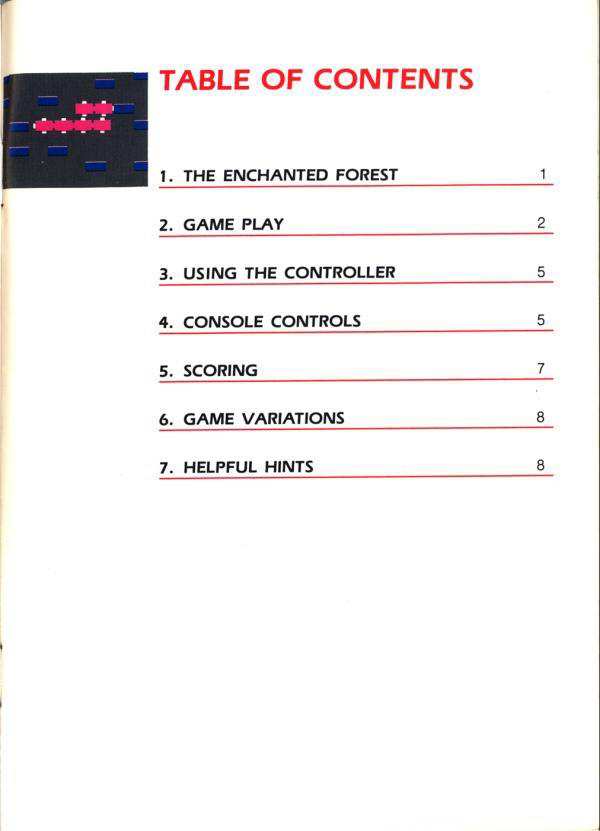 TABLE OF CONTENTS
1. THE ENCHANTED FOREST 1
2. GAME PLAY 2
3. USING THE CONTROLLER 5
4. CONSOLE CONTROLS 5
5. SCORING 7
6. GAME VARIATIONS 8
7. HELPFUL HINTS 8